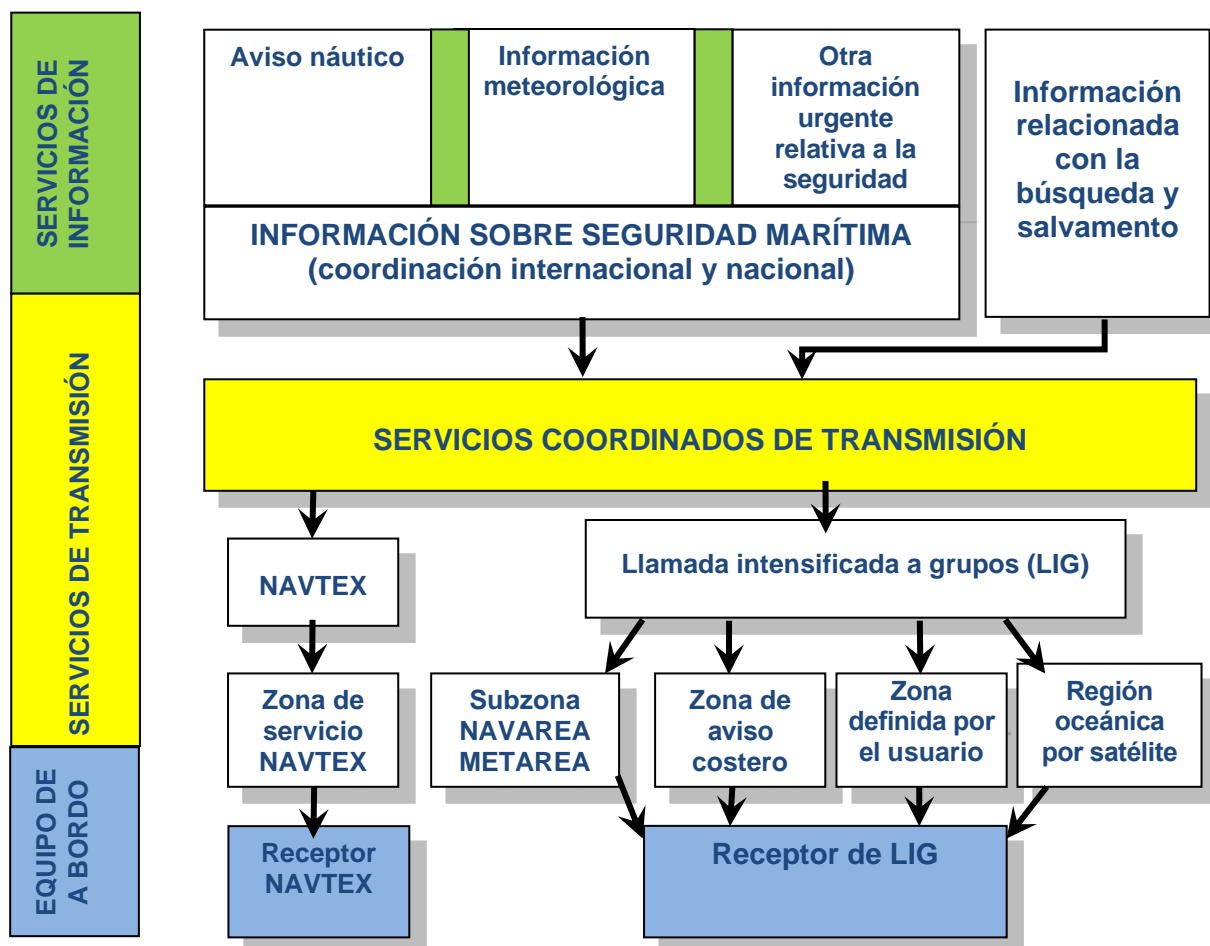 SERVICIOS DE
INFORMACIÓN
Aviso náutico
Información
meteorológica
Otra
información
urgente
relativa a la
seguridad
Información
relacionada
con la
búsqueda y
salvamento
INFORMACIÓN SOBRE SEGURIDAD MARÍTIMA
(coordinación internacional y nacional)
SERVICIOS DE TRANSMISIÓN
SERVICIOS COORDINADOS DE TRANSMISIÓN
NAVTEX
Llamada intensificada a grupos (LIG)
Zona de
servicio
NAVTEX
Subzona
NAVAREA
METAREA
Zona de
aviso
costero
Zona
definida por
el usuario
Región
oceánica
por satélite
EQUIPO DE
A BORDO
Receptor
NAVTEX
Receptor de LIG